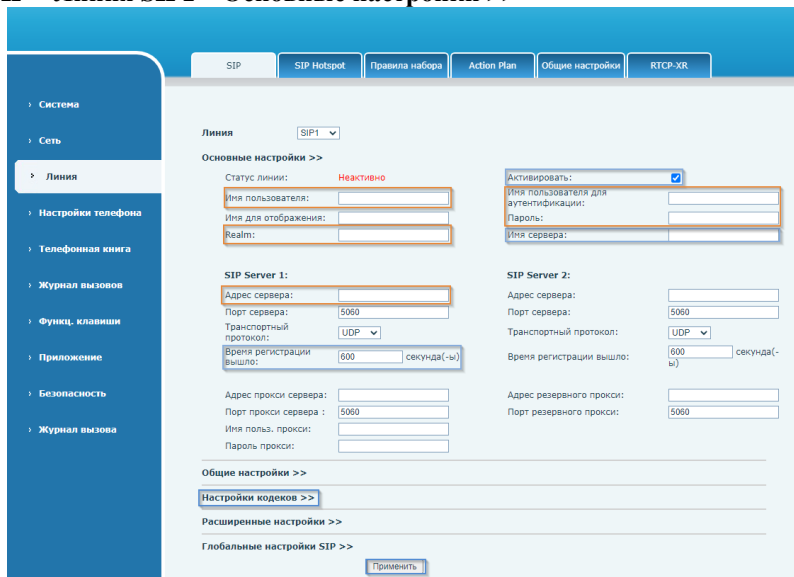 SIP
SIP Hotspot
Правила набора
Action Plan
Общие настройки
RTCP-XR
› Система
› Сеть
› Линия
› Настройки телефона
› Телефонная книга
› Журнал вызовов
› Функц. клавиши
› Приложение
› Безопасность
› Журнал вызова
Линия SIP1
Основные настройки >>
Статус линии: Неактивно
Активировать:
Имя пользователя:
Имя пользователя для аутентификации:
Имя для отображения:
Пароль:
Realm:
Имя сервера:
SIP Server 1:
Адрес сервера:
Порт сервера: 5060
Транспортный протокол: UDP
Время регистрации вышло: 600 секунда(-ы)
SIP Server 2:
Адрес сервера:
Порт сервера: 5060
Транспортный протокол: UDP
Время регистрации вышло: 600 секунда(-ы)
Адрес прокси сервера:
Порт прокси сервера : 5060
Имя польз. прокси:
Пароль прокси:
Адрес резервного прокси:
Порт резервного прокси: 5060
Общие настройки >>
Настройки кодеков >>
Расширенные настройки >>
Глобальные настройки SIP >>
Применить